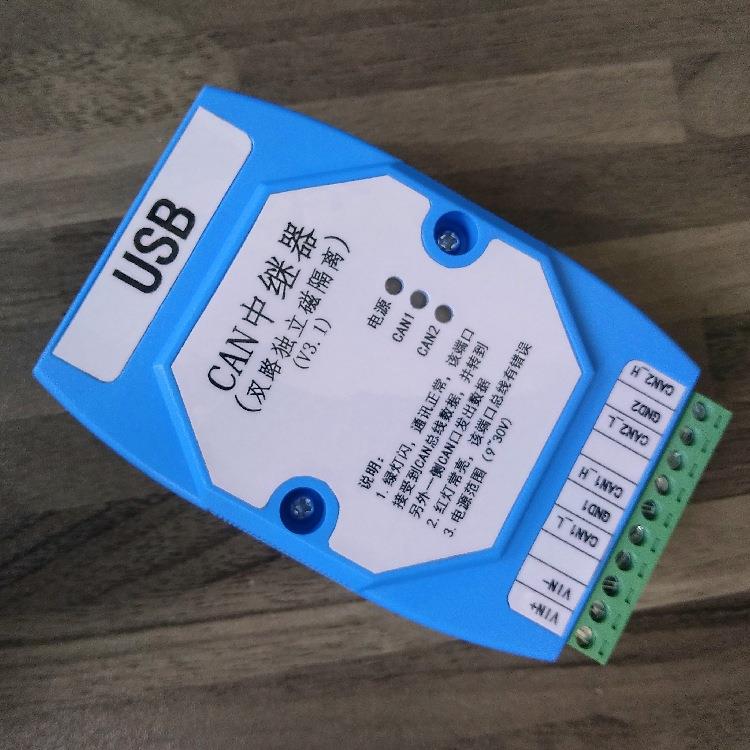 USB
CAN中继器
(双路独立磁隔离)
(V3.1)
电源
CAN1
CAN2
说明:
1. 绿灯闪，通讯正常，该端口
接受到CAN总线数据，并转到
另外一侧CAN口发出数据
2. 红灯常亮，该端口总线有错误
3. 电源范围 (9~30V)
CAN2_H
GND2
CAN2_L
CAN1_H
GND1
CAN1_L
VIN-
VIN+